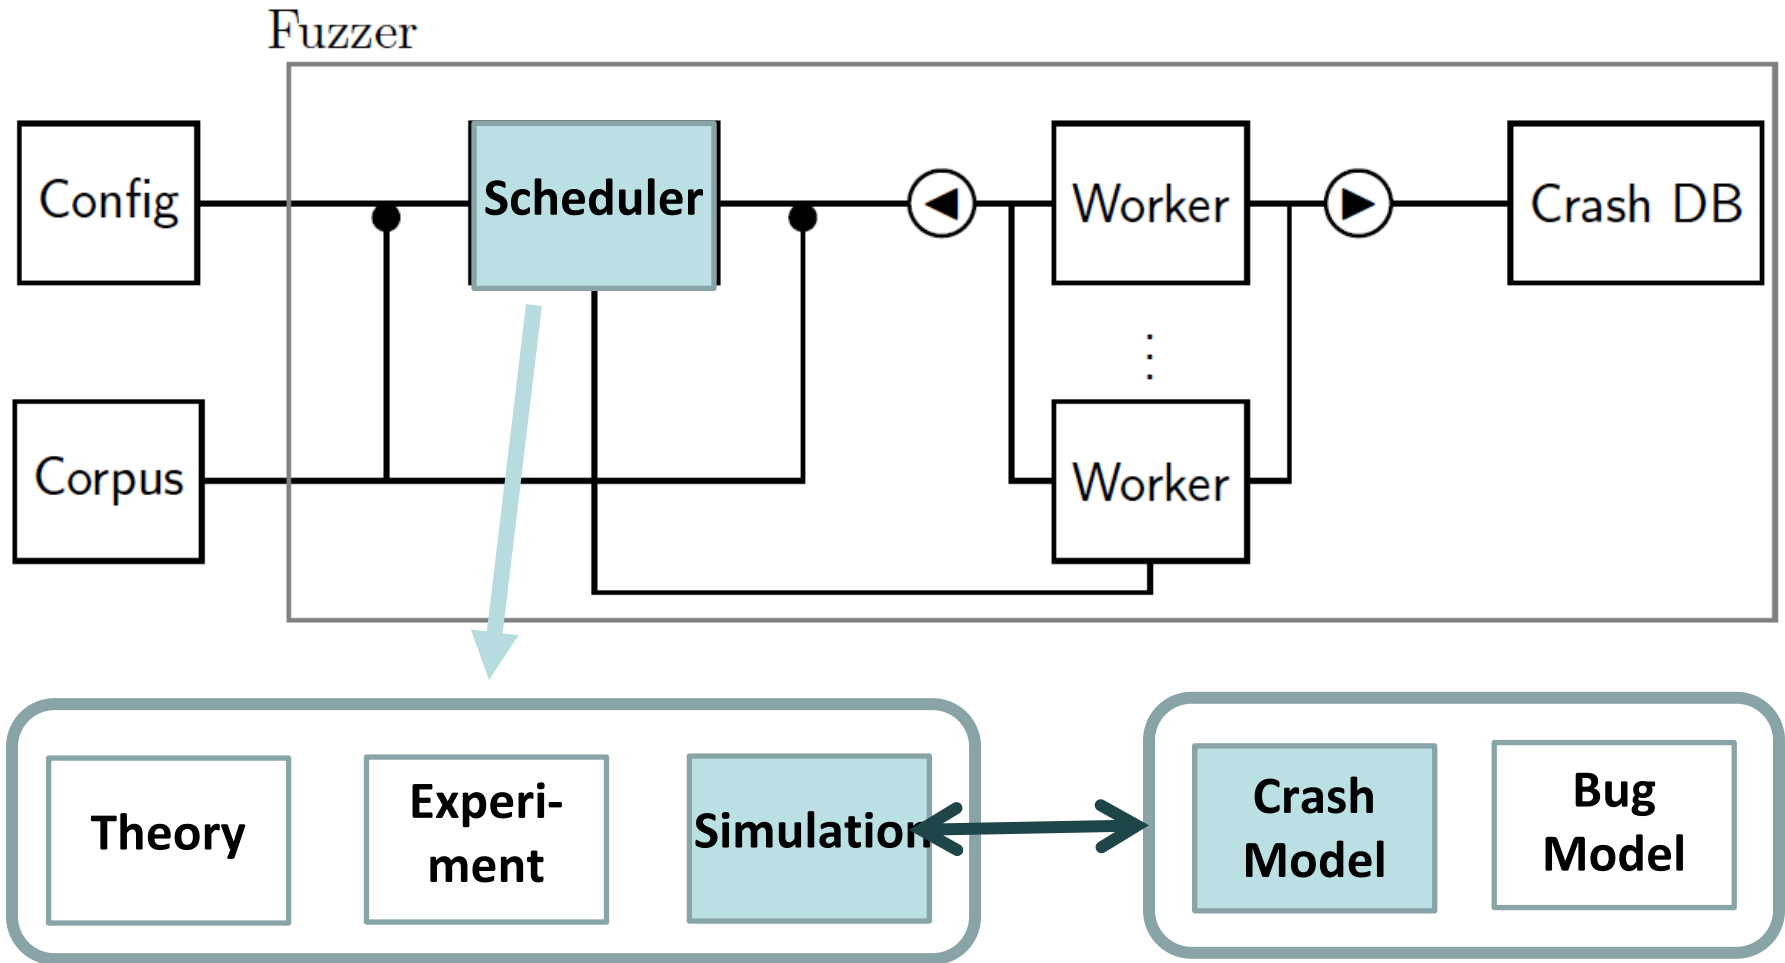 Fuzzer
Config
Scheduler
Worker
Crash DB
Corpus
Worker
Theory
Experi-
ment
Simulation
Crash
Model
Bug
Model